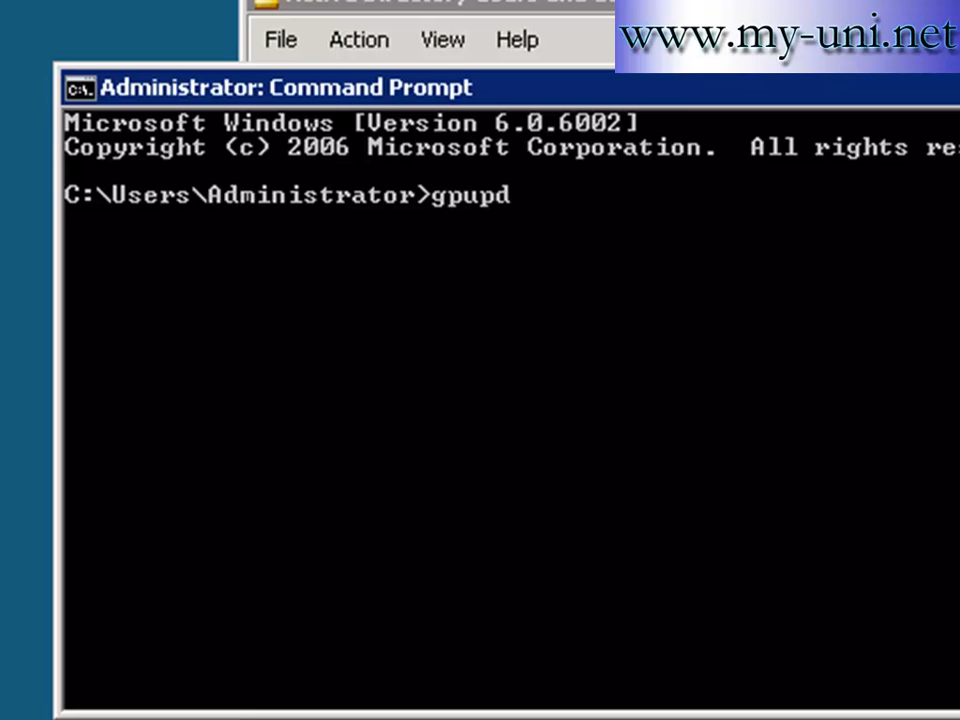 File Action View Help
www.my-uni.net
Administrator: Command Prompt
Microsoft Windows [Version 6.0.6002]
Copyright (c) 2006 Microsoft Corporation. All rights
C:\Users\Administrator>gpupd